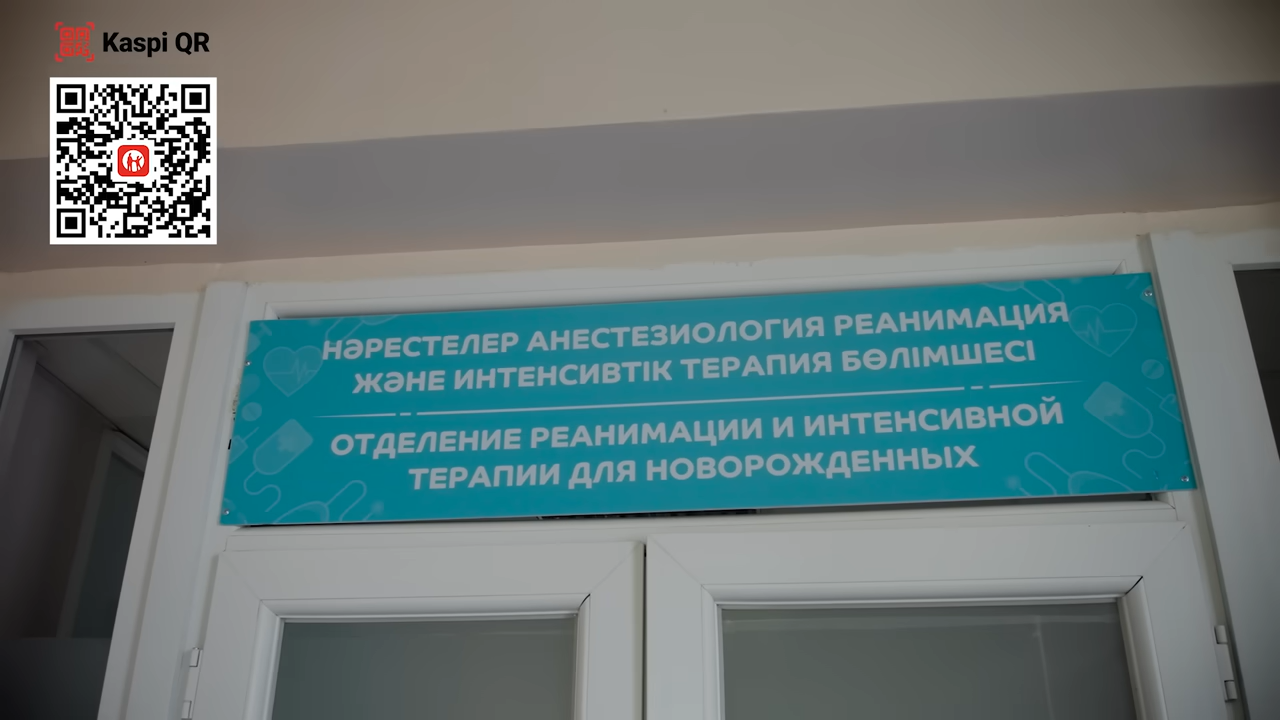 Kaspi QR
НӘРЕСТЕЛЕР АНЕСТЕЗИОЛОГИЯ РЕАНИМАЦИЯ
ЖӘНЕ ИНТЕНСИВТІК ТЕРАПИЯ БӨЛІМШЕСІ
ОТДЕЛЕНИЕ РЕАНИМАЦИИ И ИНТЕНСИВНОЙ
ТЕРАПИИ ДЛЯ НОВОРОЖДЕННЫХ